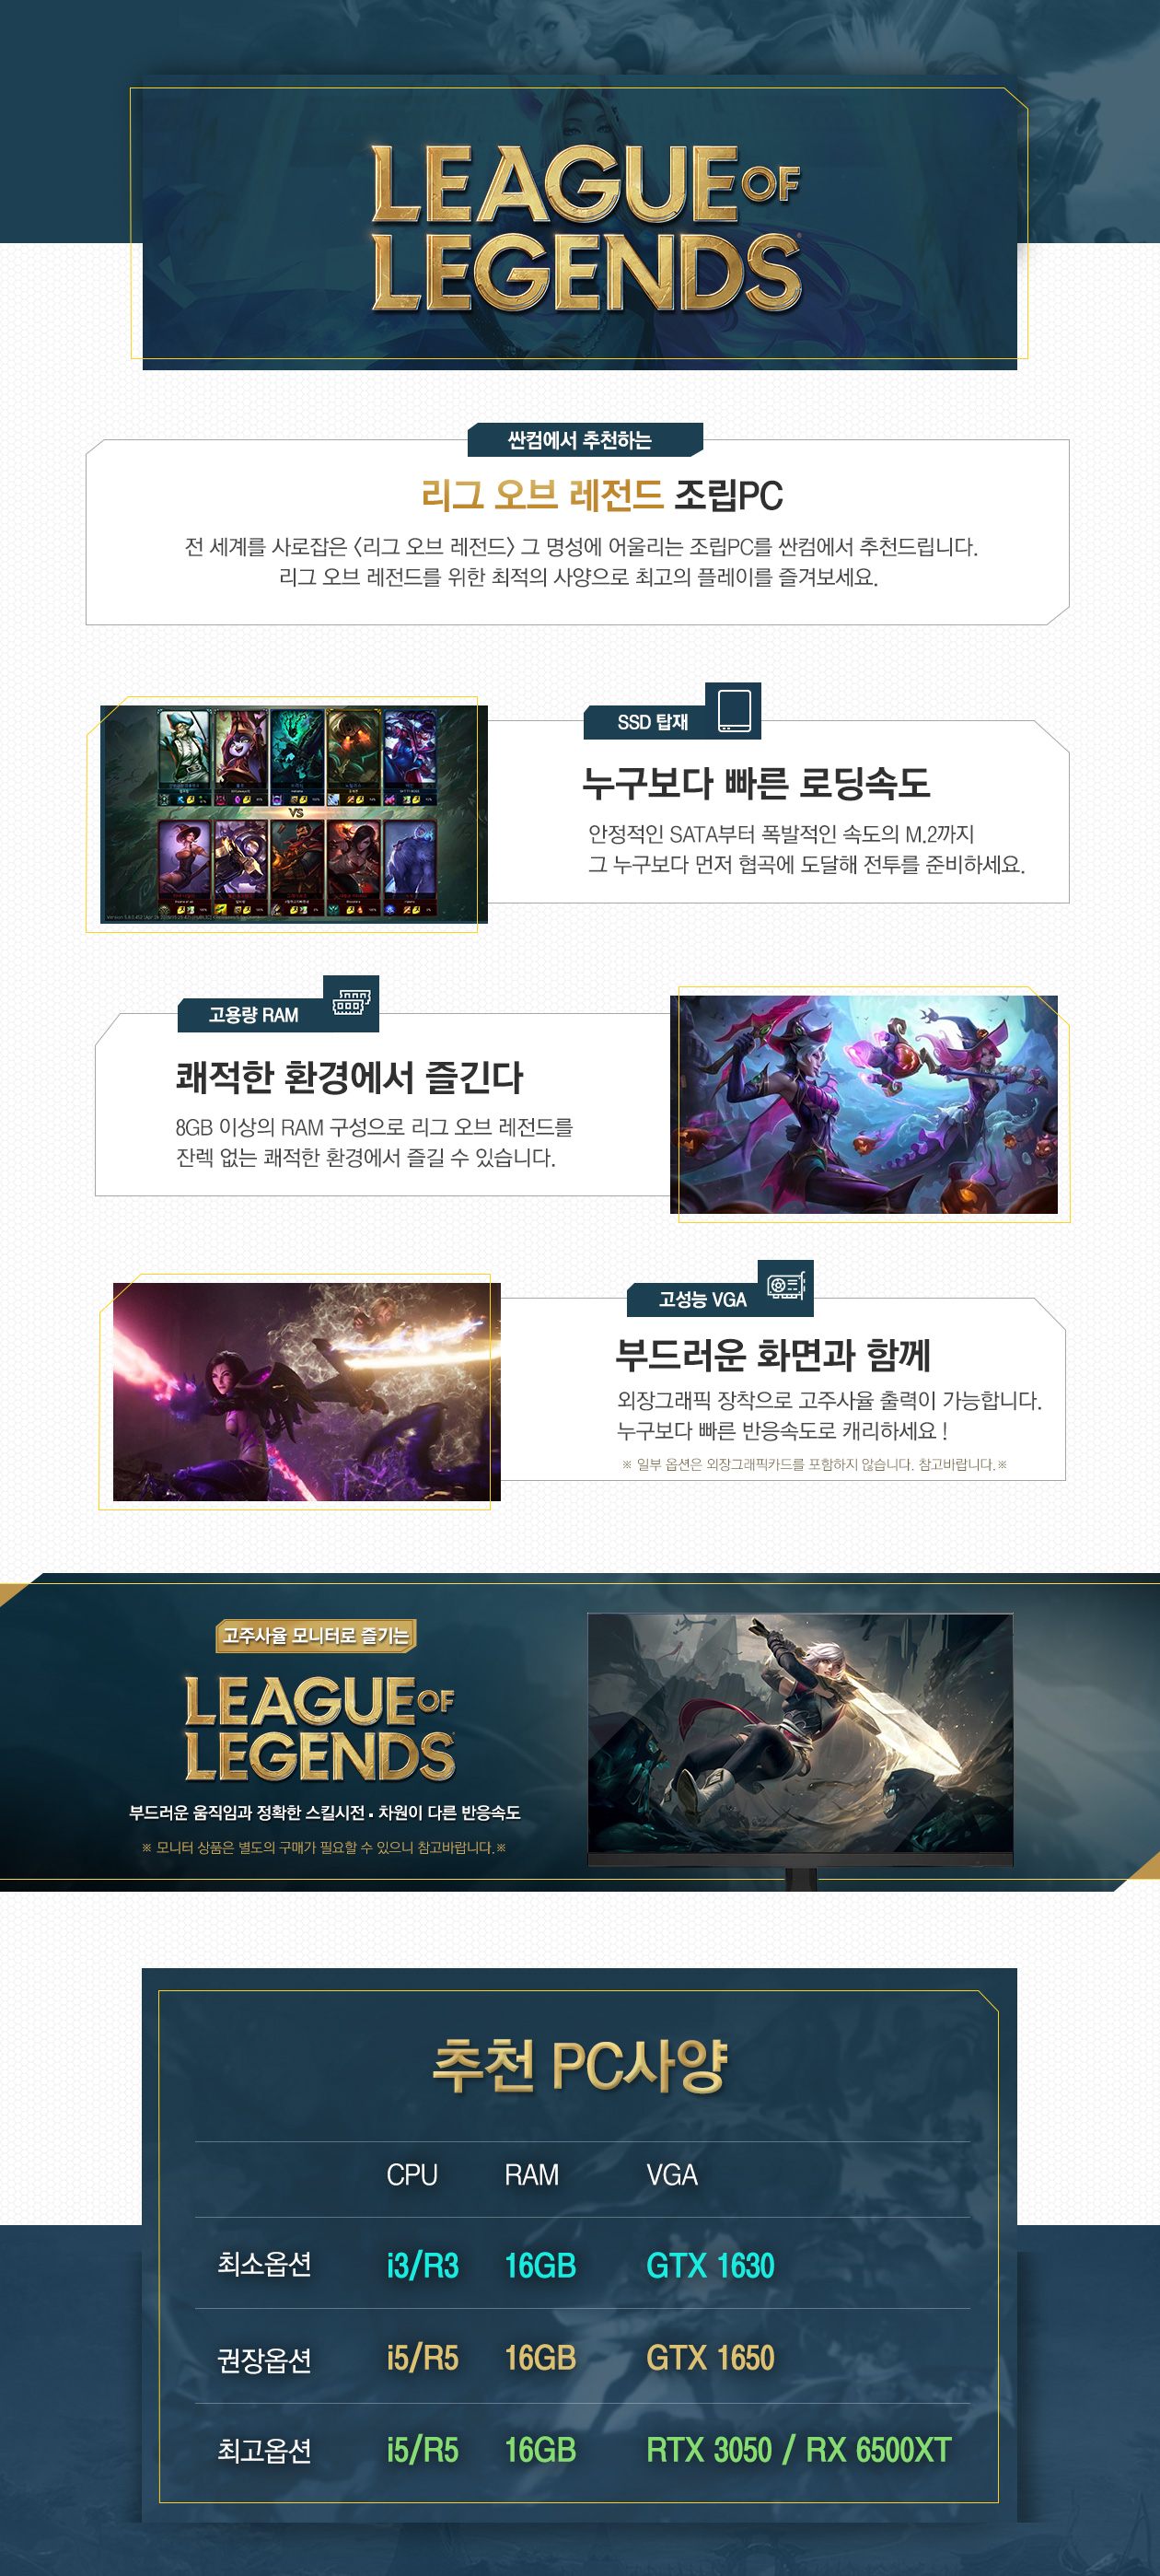 LEAGUE OF
LEGENDS
싼컴에서 추천하는
리그 오브 레전드 조립PC
전 세계를 사로잡은 <리그 오브 레전드> 그 명성에 어울리는 조립PC를 싼컴에서 추천드립니다.
리그 오브 레전드를 위한 최적의 사양으로 최고의 플레이를 즐겨보세요.
VS
SSD 탑재
누구보다 빠른 로딩속도
안정적인 SATA부터 폭발적인 속도의 M.2까지
그 누구보다 먼저 협곡에 도달해 전투를 준비하세요.
고용량 RAM
쾌적한 환경에서 즐긴다
8GB 이상의 RAM 구성으로 리그 오브 레전드를
잔렉 없는 쾌적한 환경에서 즐길 수 있습니다.
고성능 VGA
부드러운 화면과 함께
외장그래픽 장착으로 고주사율 출력이 가능합니다.
누구보다 빠른 반응속도로 캐리하세요 !
※ 일부 옵션은 외장그래픽카드를 포함하지 않습니다. 참고바랍니다.※
고주사율 모니터로 즐기는
LEAGUE OF
LEGENDS
부드러운 움직임과 정확한 스킬시전 ▪ 차원이 다른 반응속도
※ 모니터 상품은 별도의 구매가 필요할 수 있으니 참고바랍니다.※
추천 PC사양
CPU RAM VGA
최소옵션 i3/R3 16GB GTX 1630
권장옵션 i5/R5 16GB GTX 1650
최고옵션 i5/R5 16GB RTX 3050 / RX 6500XT